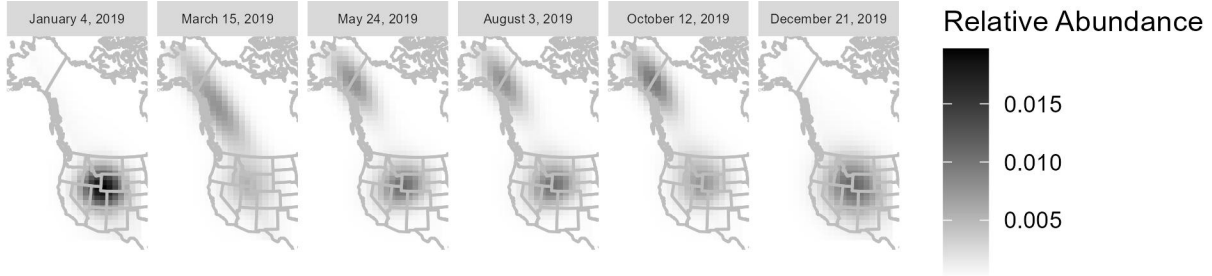 January 4, 2019
March 15, 2019
May 24, 2019
August 3, 2019
October 12, 2019
December 21, 2019
Relative Abundance
0.015
0.010
0.005